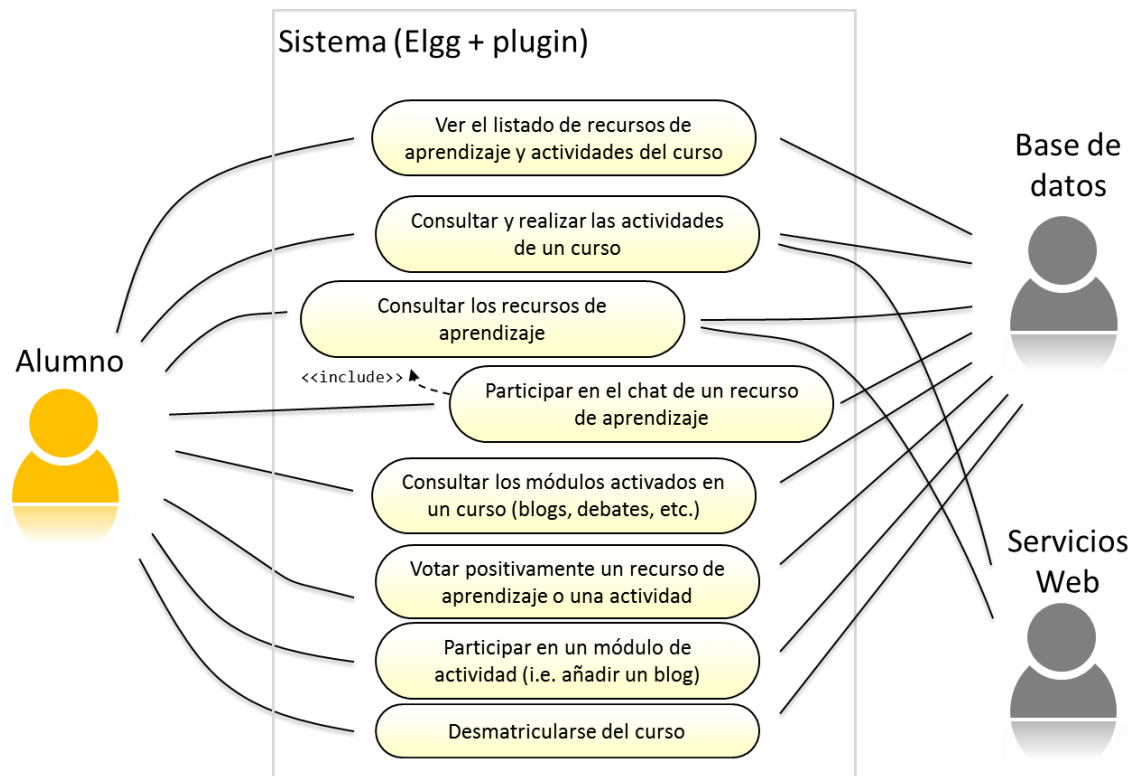 Sistema (Elgg + plugin)
Ver el listado de recursos de
aprendizaje y actividades del curso
Base de
datos
Consultar y realizar las actividades
de un curso
Consultar los recursos de
aprendizaje
Alumno
<<include>>
Participar en el chat de un recurso
de aprendizaje
Consultar los módulos activados en
un curso (blogs, debates, etc.)
Servicios
Web
Votar positivamente un recurso de
aprendizaje o una actividad
Participar en un módulo de
actividad (i.e. añadir un blog)
Desmatricularse del curso